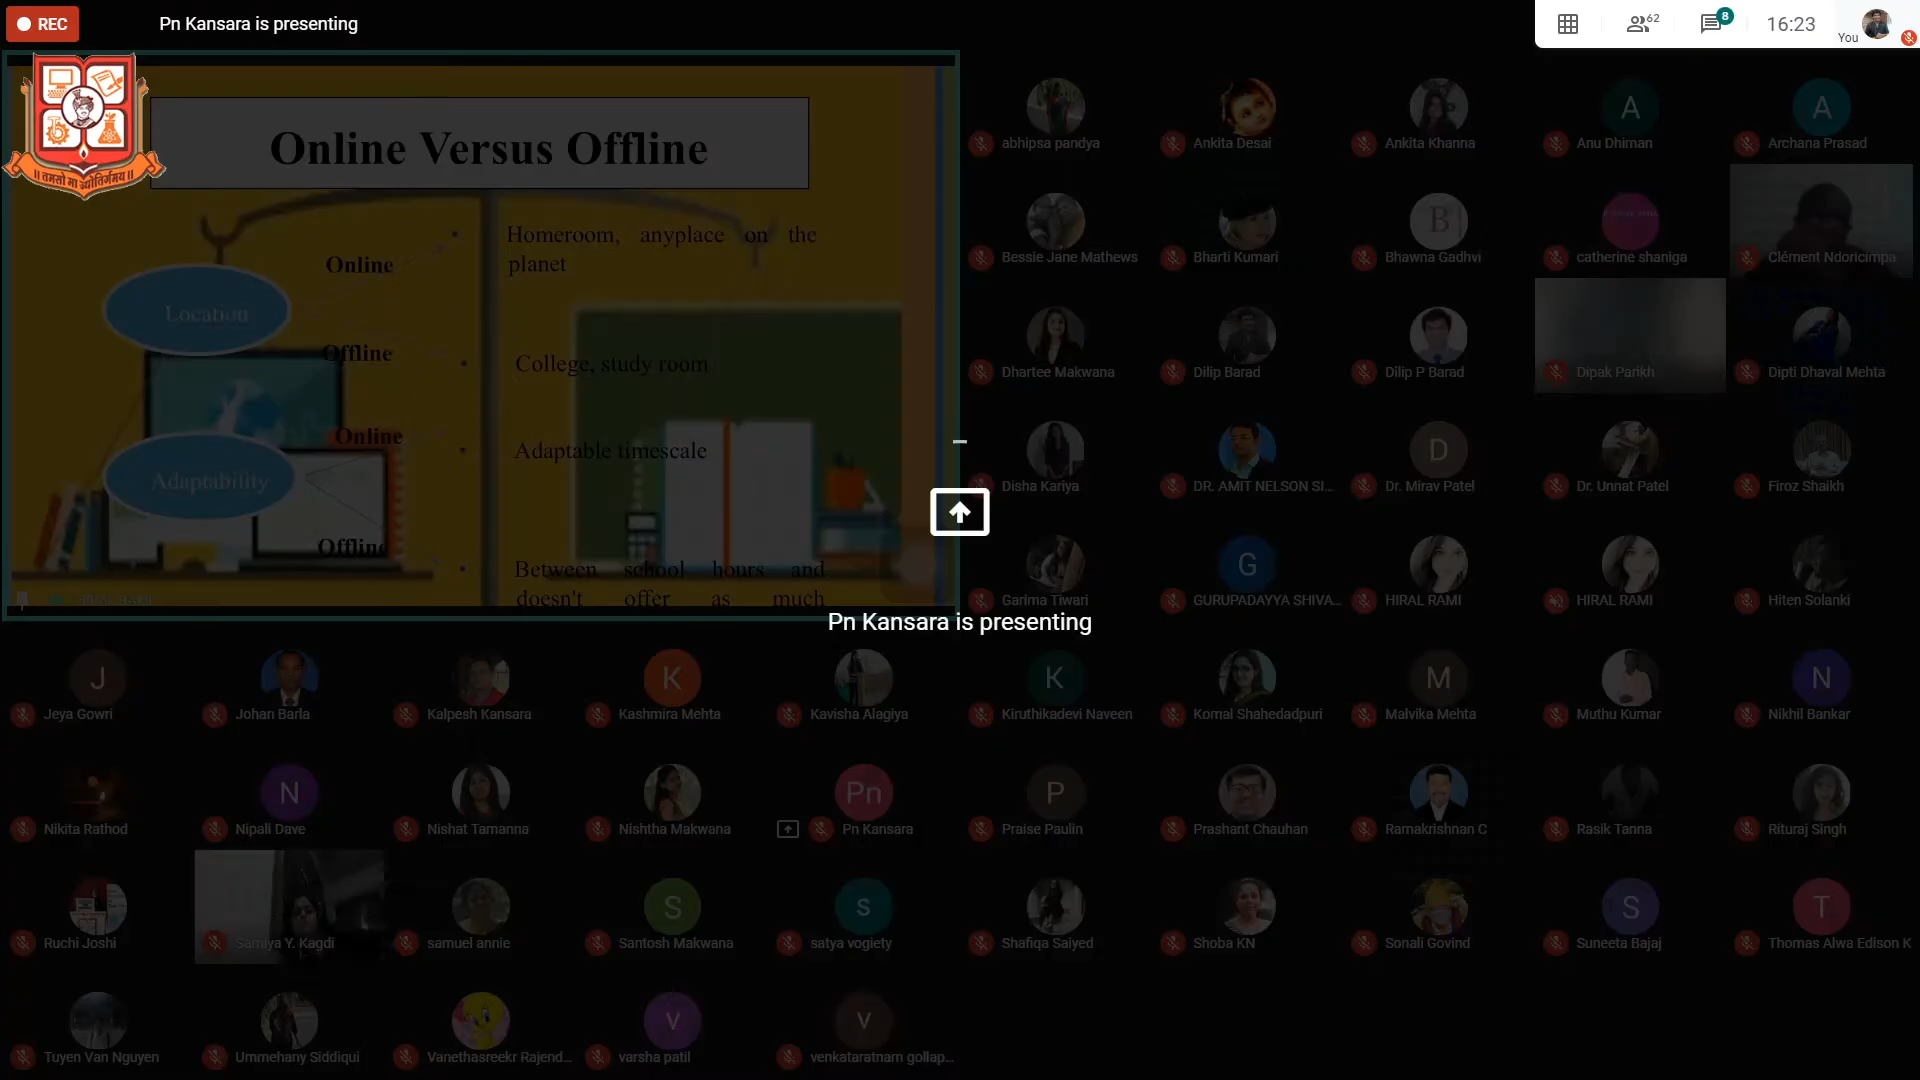 REC
Pn Kansara is presenting
62
8
16:23
You
॥ तमसो मा ज्योतिर्गमय ॥
Online Versus Offline
Homeroom, anyplace on the
planet
Online
Location
Offline
College, study room
Online
Adaptable timescale
Adaptability
Offline
Between school hours and
doesn't offer as much
Pn Kansara is presenting
abhipsa pandya
Ankita Desai
Ankita Khanna
A
Anu Dhiman
A
Archana Prasad
Bessie Jane Mathews
Bharti Kumari
B
Bhawna Gadhvi
catherine shaniga
Clément Ndoricimpa
Dhartee Makwana
Dilip Barad
Dilip P Barad
Dipak Parikh
Dipti Dhaval Mehta
Disha Kariya
DR. AMIT NELSON SI...
D
Dr. Mirav Patel
Dr. Unnat Patel
Firoz Shaikh
Garima Tiwari
G
GURUPADAYYA SHIVA...
HIRAL RAMI
HIRAL RAMI
Hiten Solanki
J
Jeya Gowri
Johan Barla
Kalpesh Kansara
K
Kashmira Mehta
Kavisha Alagiya
K
Kiruthikadevi Naveen
Komal Shahedadpuri
M
Malvika Mehta
Muthu Kumar
N
Nikhil Bankar
Nikita Rathod
N
Nipali Dave
Nishat Tamanna
Nishtha Makwana
Pn
Pn Kansara
P
Praise Paulin
Prashant Chauhan
Ramakrishnan C
Rasik Tanna
Rituraj Singh
Ruchi Joshi
Samiya Y. Kagdi
samuel annie
S
Santosh Makwana
s
satya vogiety
Shafiqa Saiyed
Shoba KN
Sonali Govind
S
Suneeta Bajaj
T
Thomas Alwa Edison K
Tuyen Van Nguyen
Ummehany Siddiqui
Vanethasreekr Rajend...
v
varsha patil
v
venkataratnam gollap...